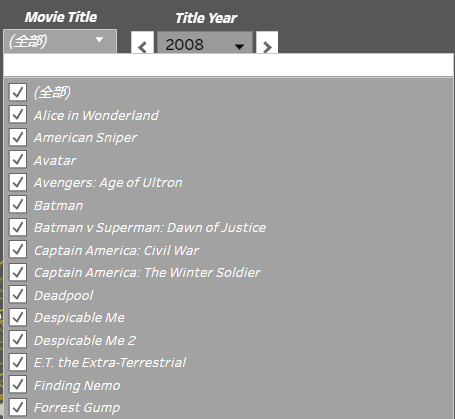 Movie Title
Title Year
(全部)
2008
(全部)
Alice in Wonderland
American Sniper
Avatar
Avengers: Age of Ultron
Batman
Batman v Superman: Dawn of Justice
Captain America: Civil War
Captain America: The Winter Soldier
Deadpool
Despicable Me
Despicable Me 2
E.T. the Extra-Terrestrial
Finding Nemo
Forrest Gump